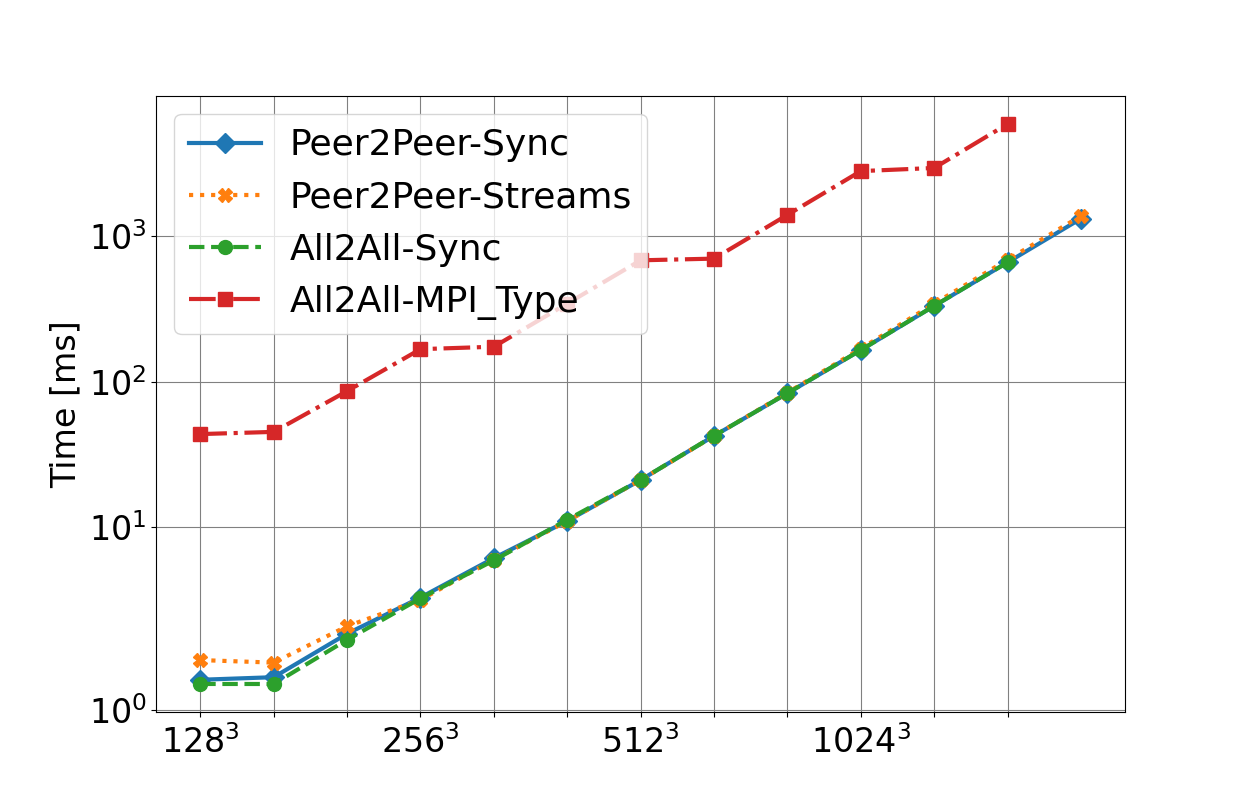 Peer2Peer-Sync
Peer2Peer-Streams
All2All-Sync
All2All-MPI_Type
Time [ms]
10³
10²
10¹
10⁰
128³
256³
512³
1024³